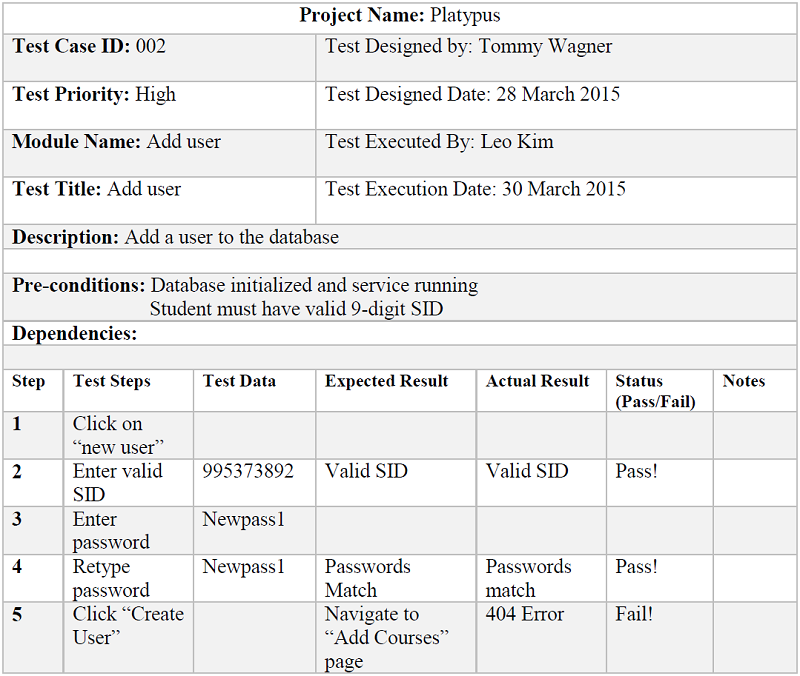 Project Name: Platypus
Test Case ID: 002
Test Designed by: Tommy Wagner
Test Priority: High
Test Designed Date: 28 March 2015
Module Name: Add user
Test Executed By: Leo Kim
Test Title: Add user
Test Execution Date: 30 March 2015
Description: Add a user to the database
Pre-conditions: Database initialized and service running
Student must have valid 9-digit SID
Dependencies:
Step Test Steps Test Data Expected Result Actual Result Status Notes
(Pass/Fail)
1 Click on
“new user”
2 Enter valid 995373892 Valid SID Valid SID Pass!
SID
3 Enter Newpass1
password
4 Retype Newpass1 Passwords Passwords Pass!
password Match match
5 Click “Create Navigate to 404 Error Fail!
User” “Add Courses”
page